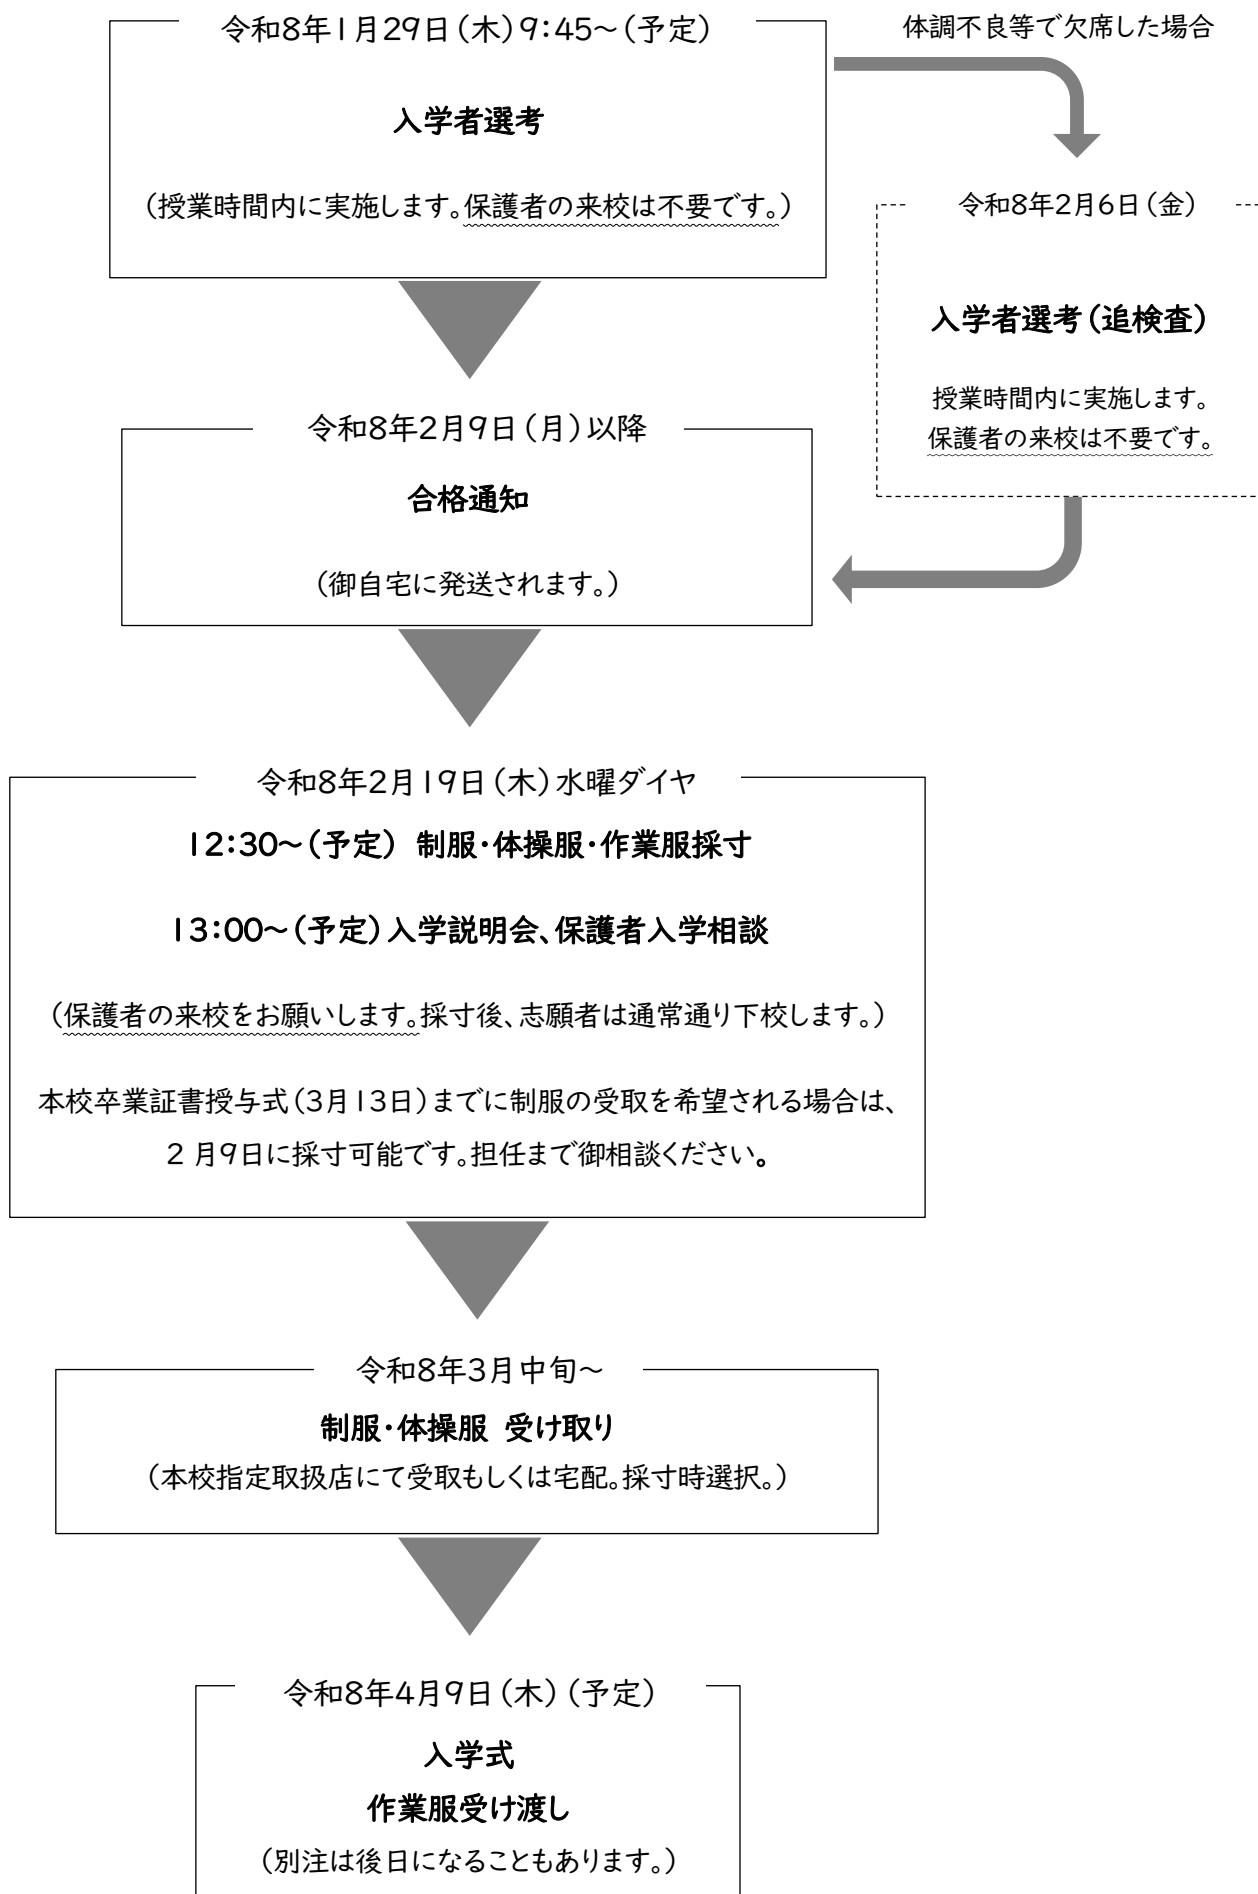 令和8年1月29日(木)9:45~(予定)
入学者選考
(授業時間内に実施します。保護者の来校は不要です。)
体調不良等で欠席した場合
令和8年2月6日(金)
入学者選考(追検査)
授業時間内に実施します。
保護者の来校は不要です。
令和8年2月9日(月)以降
合格通知
(御自宅に発送されます。)
令和8年2月19日(木)水曜ダイヤ
12:30~(予定) 制服・体操服・作業服採寸
13:00~(予定)入学説明会、保護者入学相談
(保護者の来校をお願いします。採寸後、志願者は通常通り下校します。)
本校卒業証書授与式(3月13日)までに制服の受取を希望される場合は、
2 月9日に採寸可能です。担任まで御相談ください。
令和8年3月中旬~
制服・体操服 受け取り
(本校指定取扱店にて受取もしくは宅配。採寸時選択。)
令和8年4月9日(木)(予定)
入学式
作業服受け渡し
(別注は後日になることもあります。)